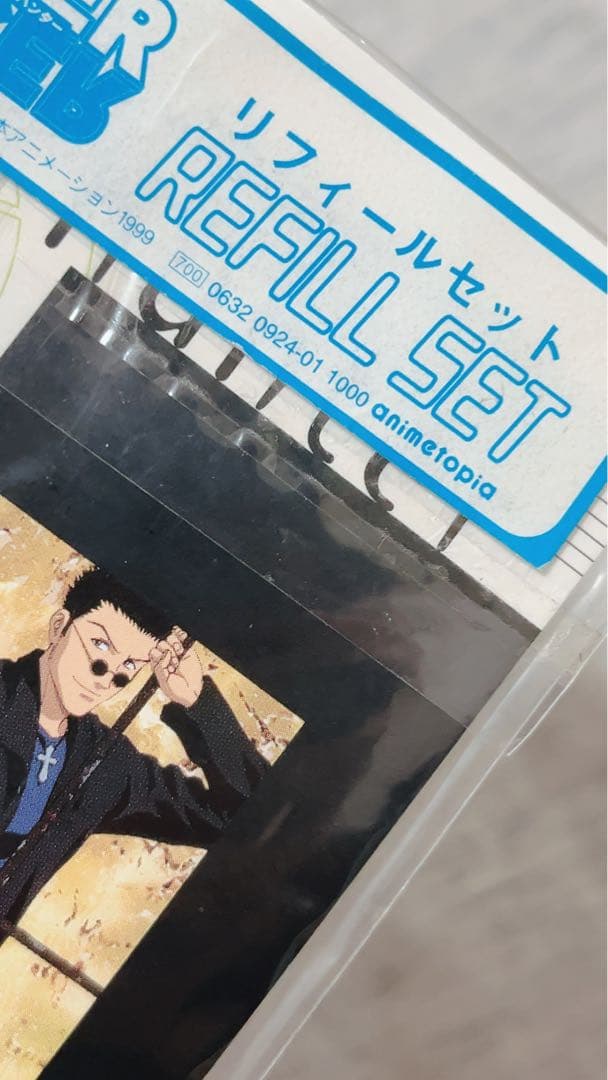 ER
ハンター
リフィールセット
REFILL SET
本アニメーション1999
700 0632 0924-01 1000 animetopia